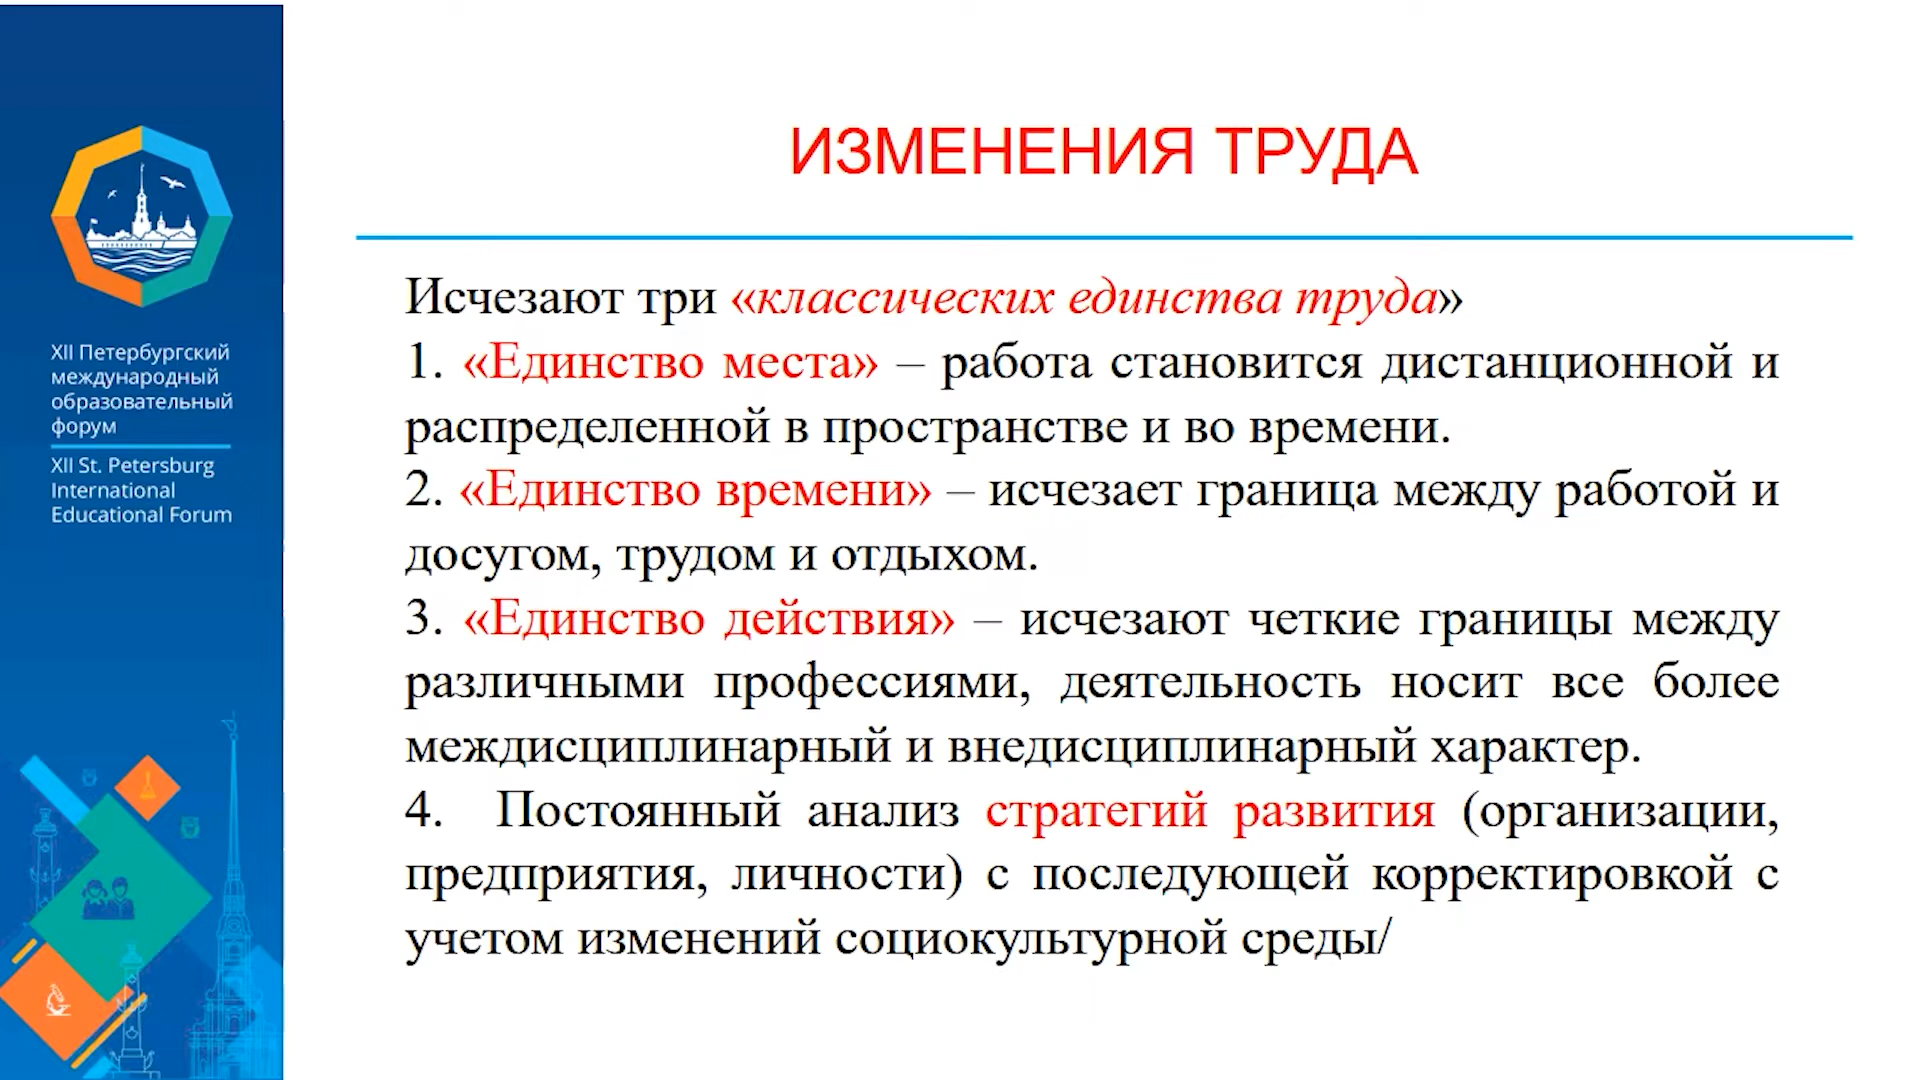 XII Петербургский
международный
образовательный
форум
XII St. Petersburg
International
Educational Forum
ИЗМЕНЕНИЯ ТРУДА
Исчезают три «классических единства труда»
1. «Единство места» – работа становится дистанционной и
распределенной в пространстве и во времени.
2. «Единство времени» – исчезает граница между работой и
досугом, трудом и отдыхом.
3. «Единство действия» – исчезают четкие границы между
различными профессиями, деятельность носит все более
междисциплинарный и внедисциплинарный характер.
4. Постоянный анализ стратегий развития (организации,
предприятия, личности) с последующей корректировкой с
учетом изменений социокультурной среды/